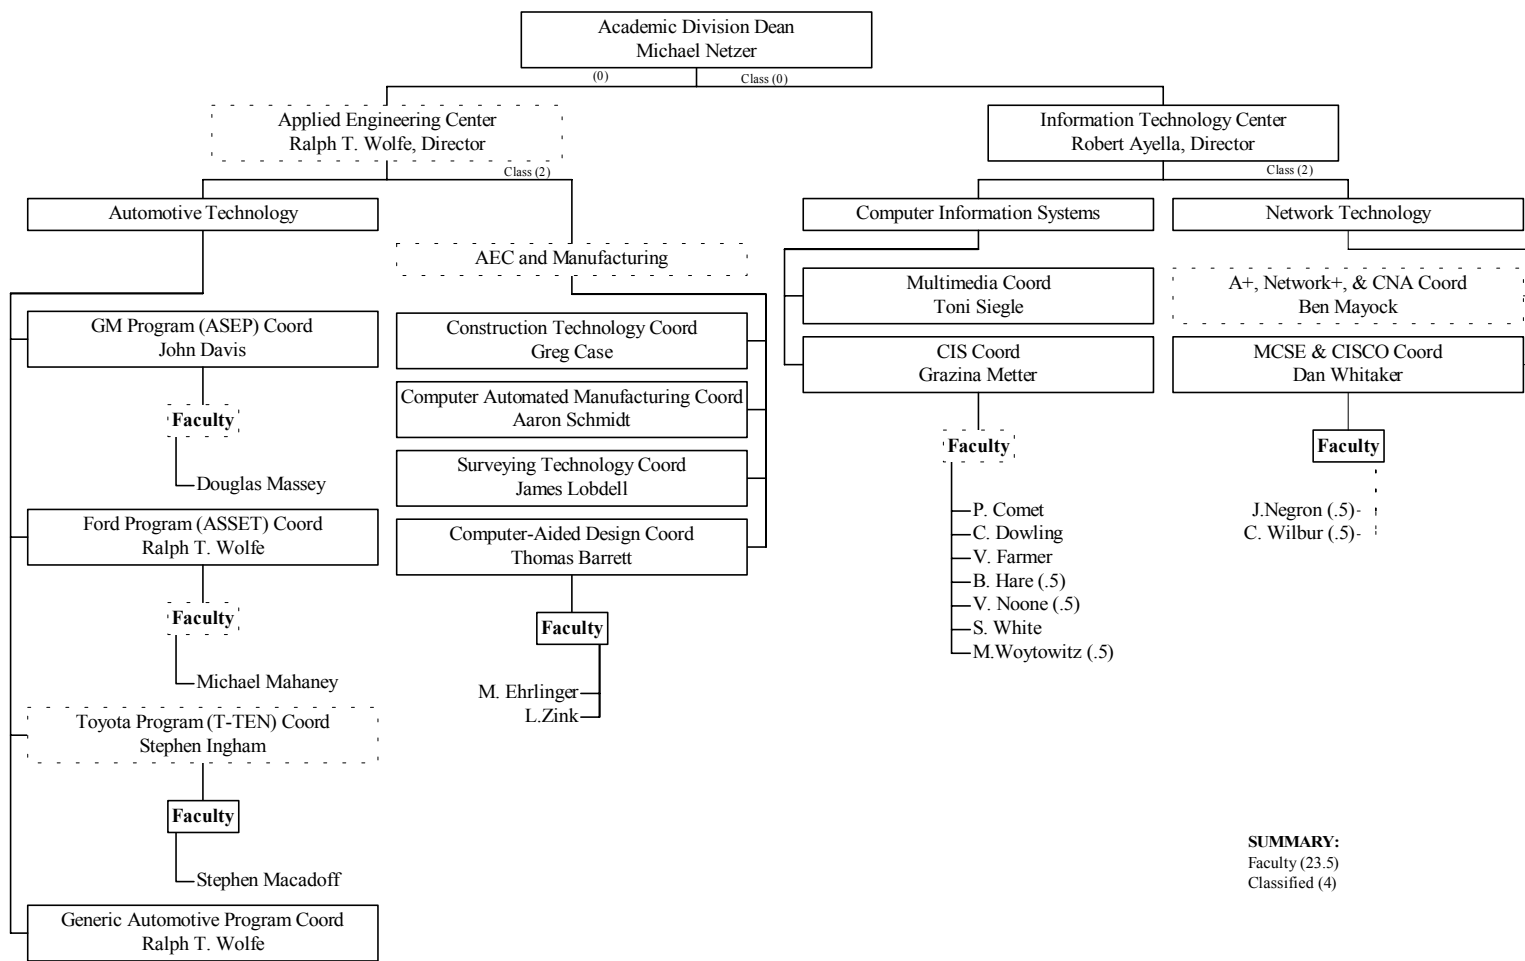 Academic Division Dean
Michael Netzer
(0)
Class (0)
Applied Engineering Center
Ralph T. Wolfe, Director
Class (2)
Information Technology Center
Robert Ayella, Director
Class (2)
Automotive Technology
GM Program (ASEP) Coord
John Davis
Faculty
Douglas Massey
Ford Program (ASSET) Coord
Ralph T. Wolfe
Faculty
Michael Mahaney
Toyota Program (T-TEN) Coord
Stephen Ingham
Faculty
Stephen Macadoff
Generic Automotive Program Coord
Ralph T. Wolfe
AEC and Manufacturing
Construction Technology Coord
Greg Case
Computer Automated Manufacturing Coord
Aaron Schmidt
Surveying Technology Coord
James Lobdell
Computer-Aided Design Coord
Thomas Barrett
Faculty
M. Ehrlinger
L.Zink
Computer Information Systems
Multimedia Coord
Toni Siegle
CIS Coord
Grazina Metter
Faculty
P. Comet
C. Dowling
V. Farmer
B. Hare (.5)
V. Noone (.5)
S. White
M.Woytowitz (.5)
Network Technology
A+, Network+, & CNA Coord
Ben Mayock
MCSE & CISCO Coord
Dan Whitaker
Faculty
J.Negron (.5)
C. Wilbur (.5)
SUMMARY:
Faculty (23.5)
Classified (4)